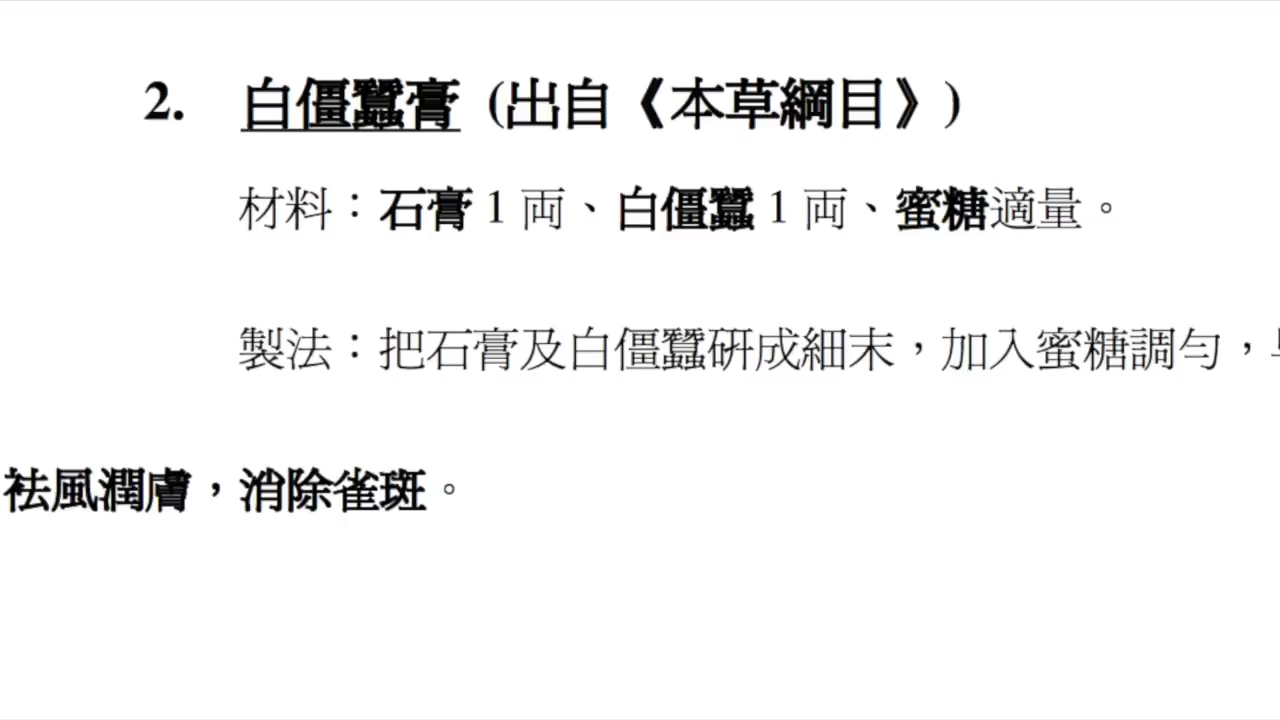 2. 白僵蠶膏 (出自《本草綱目》)
材料：石膏 1 両、白僵蠶 1 両、蜜糖適量。
製法：把石膏及白僵蠶研成細末，加入蜜糖調勻，
袪風潤膚，消除雀斑。